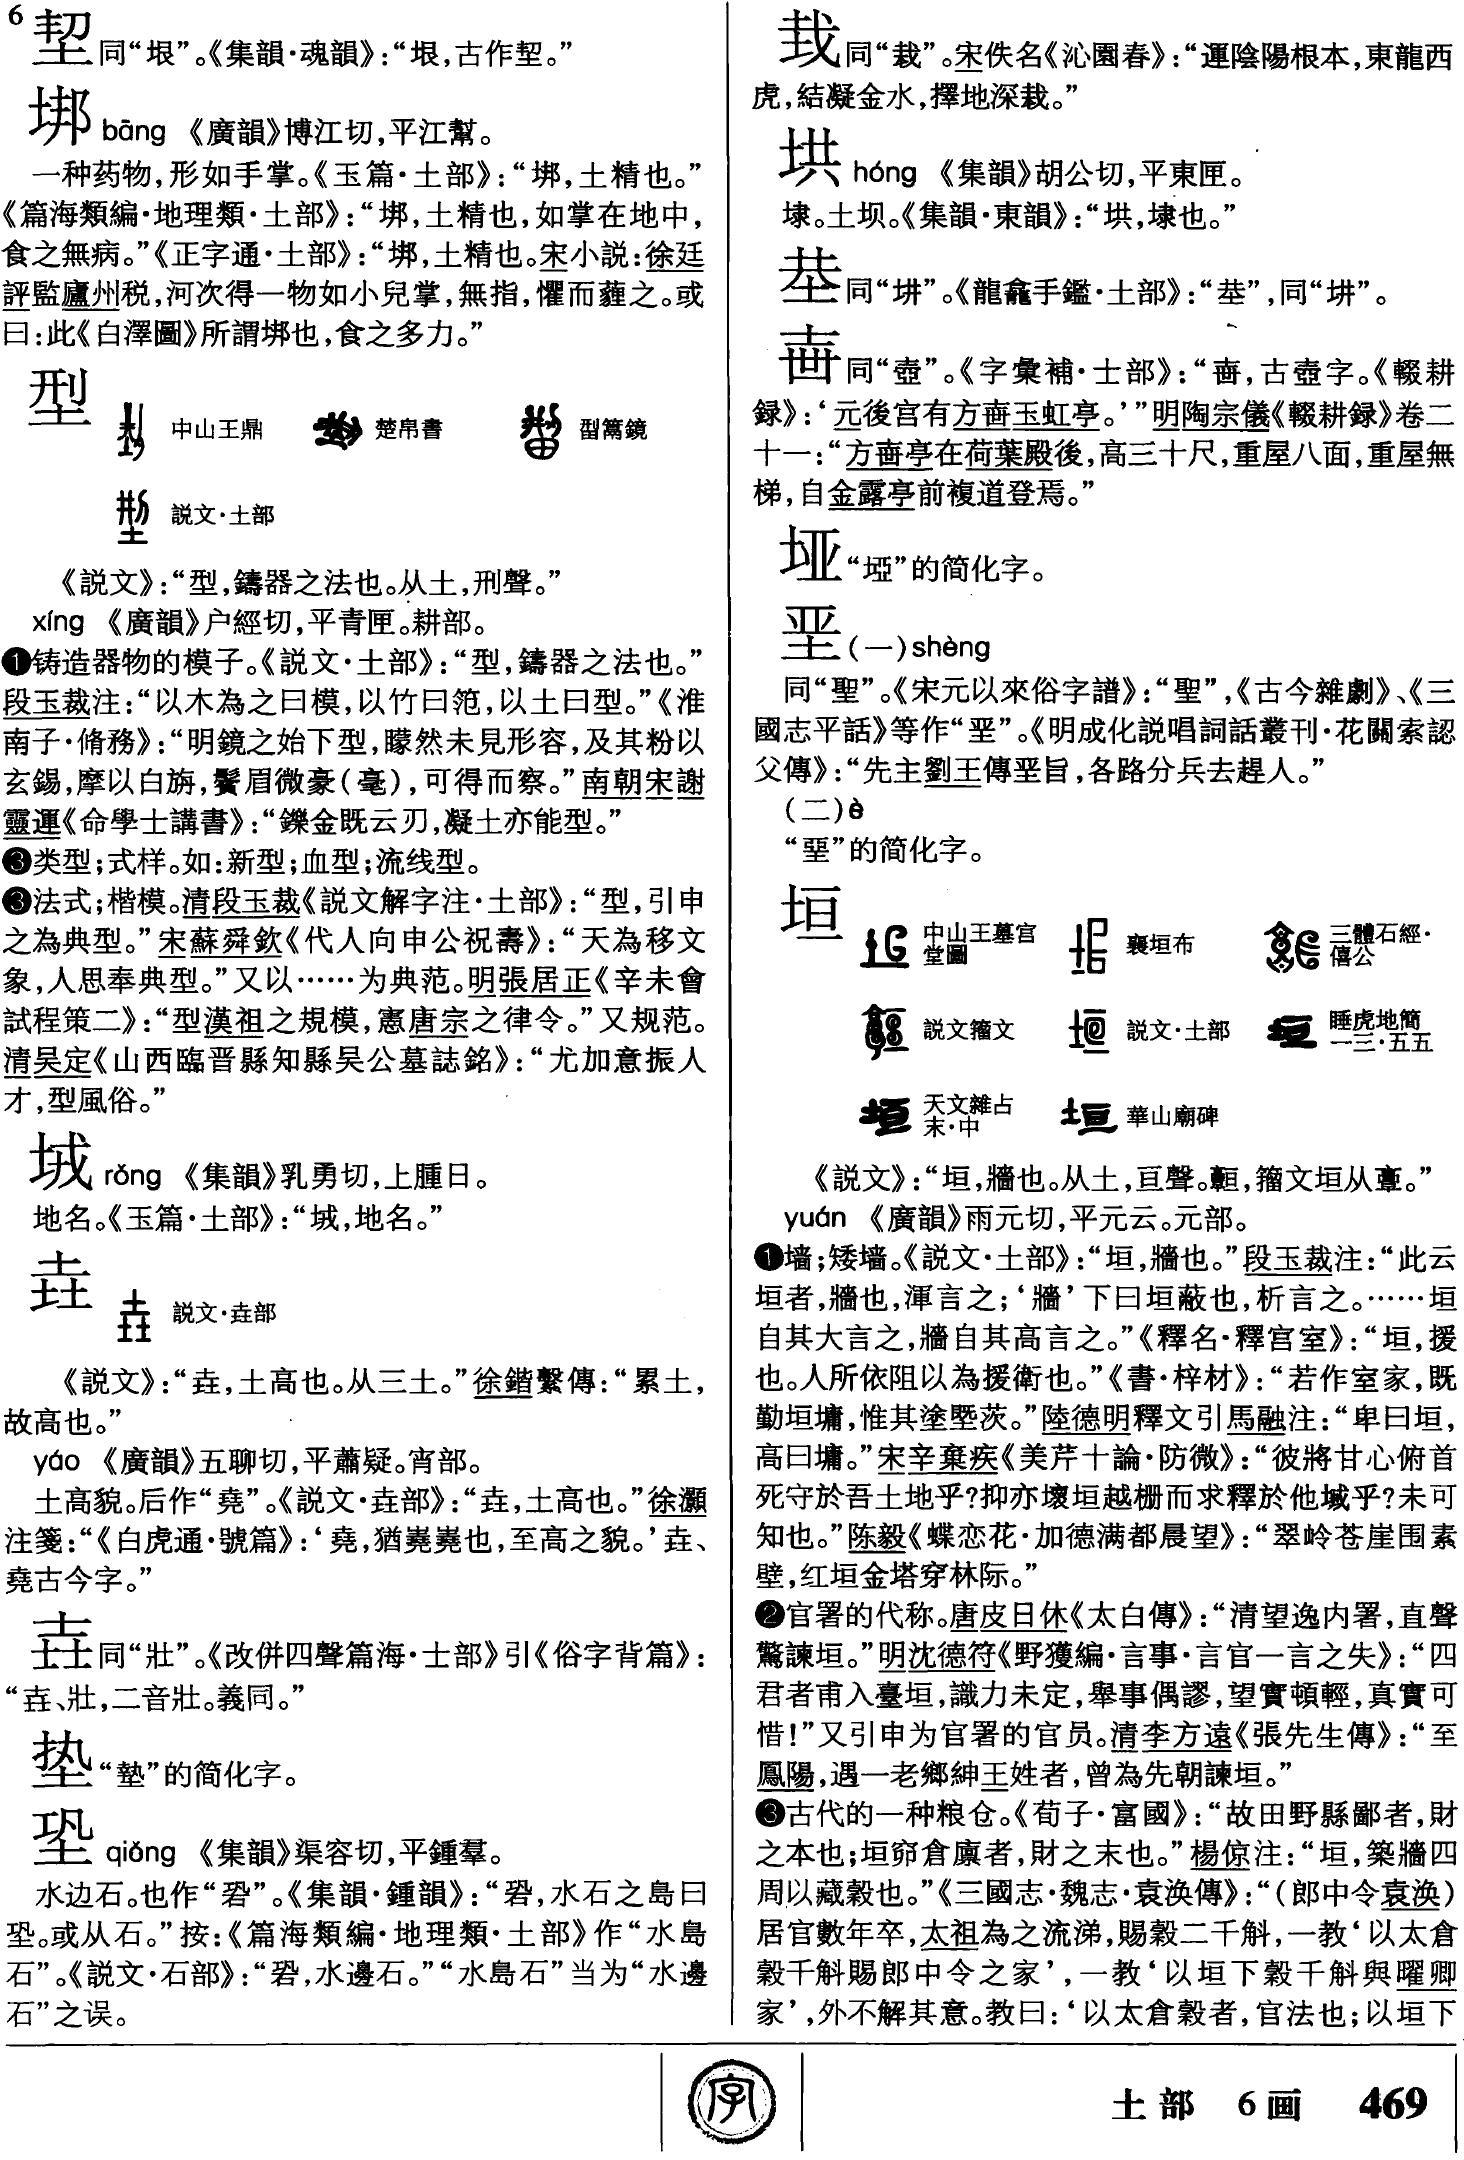 6
㓞同“垠”。《集韻·魂韻》：“垠，古作㓞。”
垹 bāng 《廣韻》博江切，平江幫。
一种药物，形如手掌。《玉篇·土部》：“垹，土精也。”
《篇海類編·地理類·土部》：“垹，土精也，如掌在地中，
食之無病。”《正字通·土部》：“垹，土精也。宋小説：徐廷
評監廬州税，河次得一物如小兒掌，無指，懼而薶之。或
曰：此《白澤圖》所謂垹也，食之多力。”
型 中山王鼎 楚帛書 型篙鏡
説文·土部
《説文》：“型，鑄器之法也。从土，刑聲。”
xíng 《廣韻》户經切，平青匣。耕部。
❶铸造器物的模子。《説文·土部》：“型，鑄器之法也。”
段玉裁注：“以木為之曰模，以竹曰笵，以土曰型。”《淮
南子·脩務》：“明鏡之始下型，矇然未見形容，及其粉以
玄錫，摩以白旃，鬢眉微豪（毫），可得而察。”南朝宋謝
靈運《命學士講書》：“鑠金既云刃，凝土亦能型。”
❸类型；式样。如：新型；血型；流线型。
❸法式；楷模。清段玉裁《説文解字注·土部》：“型，引申
之為典型。”宋蘇舜欽《代人向申公祝壽》：“天為移文
象，人思奉典型。”又以……为典范。明張居正《辛未會
試程策二》：“型漢祖之規模，憲唐宗之律令。”又规范。
清吴定《山西臨晋縣知縣吴公墓誌銘》：“尤加意振人
才，型風俗。”
㘬 rǒng 《集韻》乳勇切，上腫日。
地名。《玉篇·土部》：“㘬，地名。”
垚 説文·垚部
《説文》：“垚，土高也。从三土。”徐鍇繫傳：“累土，
故高也。”
yáo 《廣韻》五聊切，平蕭疑。宵部。
土高貌。后作“堯”。《説文·垚部》：“垚，土高也。”徐灝
注箋：“《白虎通·號篇》：‘堯，猶嶢嶢也，至高之貌。’垚、
堯古今字。”
壵同“壯”。《改併四聲篇海·士部》引《俗字背篇》：
“壵、壯，二音壯。義同。”
垫“墊”的简化字。
巩 qiǒng 《集韻》渠容切，平鍾羣。
水边石。也作“碧”。《集韻·鍾韻》：“碧，水石之島曰
㺬。或从石。”按：《篇海類編·地理類·土部》作“水島
石”。《説文·石部》：“碧，水邊石。”“水島石”当为“水邊
石”之误。
𢦏同“栽”。宋佚名《沁園春》：“運陰陽根本，東龍西
虎，結凝金水，擇地深栽。”
垬 hóng 《集韻》胡公切，平東匣。
埭。土坝。《集韻·東韻》：“垬，埭也。”
同“垪”。《龍龕手鑑·土部》：“”，同“垪”。
同“壺”。《字彙補·士部》：“，古壺字。《輟耕
録》：‘元後宫有方玉虹亭。’”明陶宗儀《輟耕録》卷二
十一：“方亭在荷葉殿後，高三十尺，重屋八面，重屋無
梯，自金露亭前複道登焉。”
垭“埡”的简化字。
垩（一）shèng
同“聖”。《宋元以來俗字譜》：“聖”，《古今雜劇》、《三
國志平話》等作“垩”。《明成化説唱詞話叢刊·花關索認
父傳》：“先主劉王傳垩旨，各路分兵去趕人。”
（二）è
“堊”的简化字。
垣 中山王墓宫堂圖 襄垣布 三體石經·僖公
説文籀文 説文·土部 睡虎地簡一三·五五
天文雜占末·中 華山廟碑
《説文》：“垣，牆也。从土，亘聲。𩫨，籀文垣从𩫖。”
yuán 《廣韻》雨元切，平元云。元部。
❶墙；矮墙。《説文·土部》：“垣，牆也。”段玉裁注：“此云
垣者，牆也，渾言之；‘牆’下曰垣蔽也，析言之。……垣
自其大言之，牆自其高言之。”《釋名·釋宫室》：“垣，援
也。人所依阻以為援衛也。”《書·梓材》：“若作室家，既
勤垣墉，惟其塗塈茨。”陸德明釋文引馬融注：“卑曰垣，
高曰墉。”宋辛棄疾《美芹十論·防微》：“彼將甘心俯首
死守於吾土地乎？抑亦壞垣越栅而求釋於他域乎？未可
知也。”陈毅《蝶恋花·加德满都晨望》：“翠岭苍崖围素
壁，红垣金塔穿林际。”
❷官署的代称。唐皮日休《太白傳》：“清望逸内署，直聲
驚諫垣。”明沈德符《野獲編·言事·言官一言之失》：“四
君者甫入臺垣，識力未定，舉事偶謬，望實頓輕，真實可
惜！”又引申为官署的官员。清李方遠《張先生傳》：“至
鳳陽，遇一老鄉紳王姓者，曾為先朝諫垣。”
❸古代的一种粮仓。《荀子·富國》：“故田野縣鄙者，財
之本也；垣窌倉廪者，財之末也。”楊倞注：“垣，築牆四
周以藏穀也。”《三國志·魏志·袁涣傳》：“（郎中令袁涣）
居官數年卒，太祖為之流涕，賜穀二千斛，一教‘以太倉
穀千斛賜郎中令之家’，一教‘以垣下穀千斛與曜卿
家’，外不解其意。教曰：‘以太倉穀者，官法也；以垣下
字
土部 6画 469